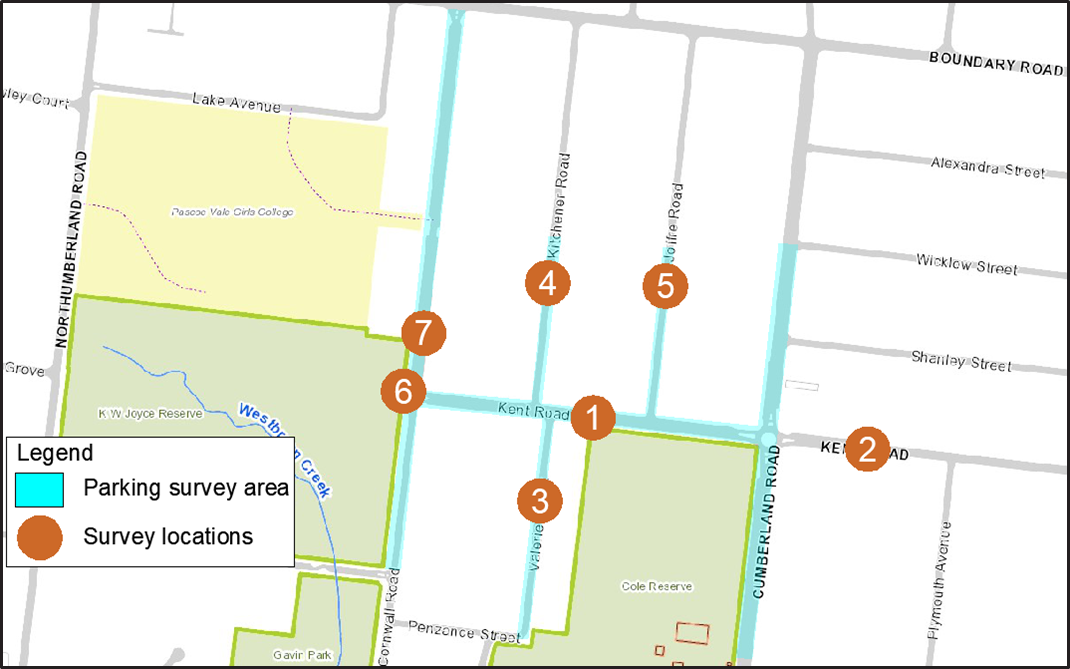 BOUNDARY ROAD
Lake Avenue
Court
Alexandra Street
NORTHUMBERLAND ROAD
Pascoe Vale Girls College
Kitchener Road
Joffre Road
Wicklow Street
4
5
7
Shanley Street
Grove
6
K W Joyce Reserve
Kent Road
1
2
Westbreen Creek
Legend
Parking survey area
Survey locations
3
Valerie
CUMBERLAND ROAD
Plymouth Avenue
Cole Reserve
Cornwall Road
Penzance Street
Gavin Park